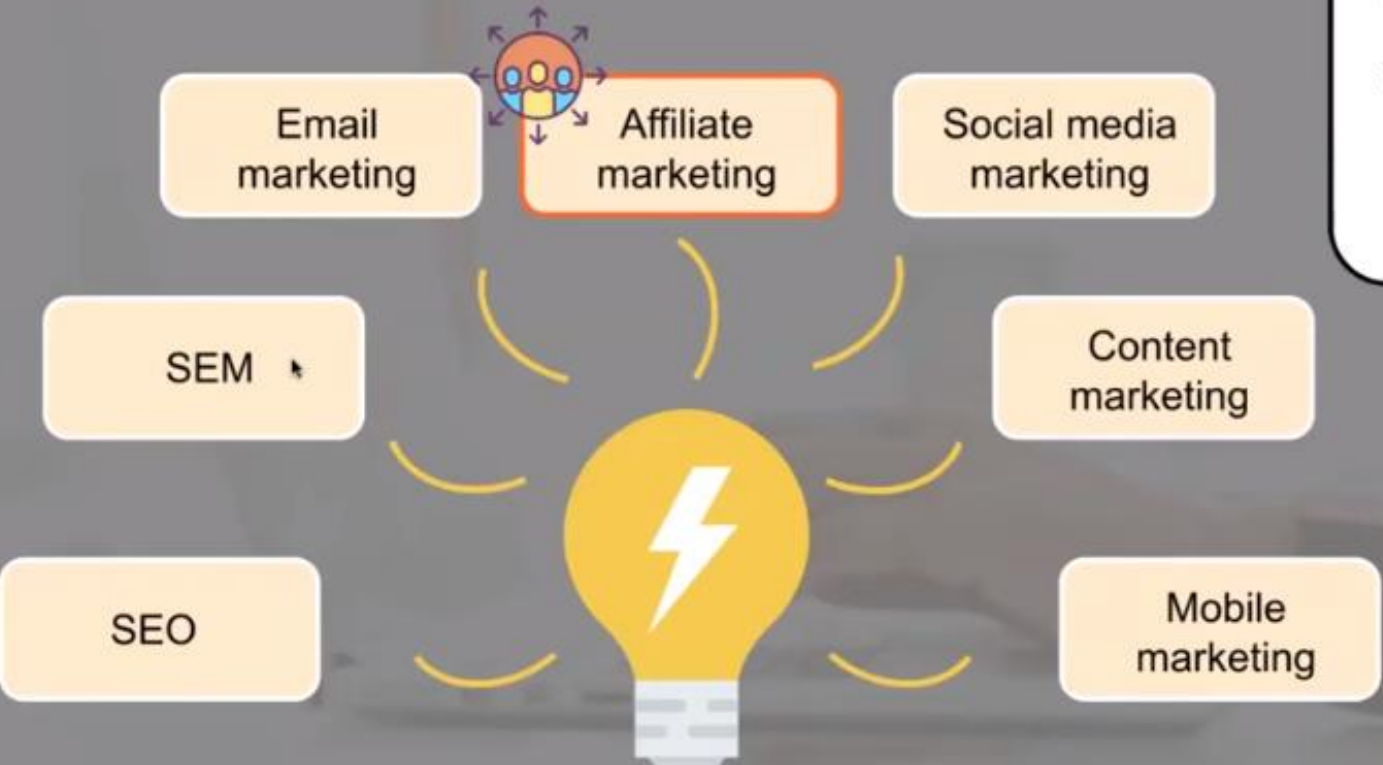 Email
marketing
Affiliate
marketing
Social media
marketing
SEM
Content
marketing
SEO
Mobile
marketing